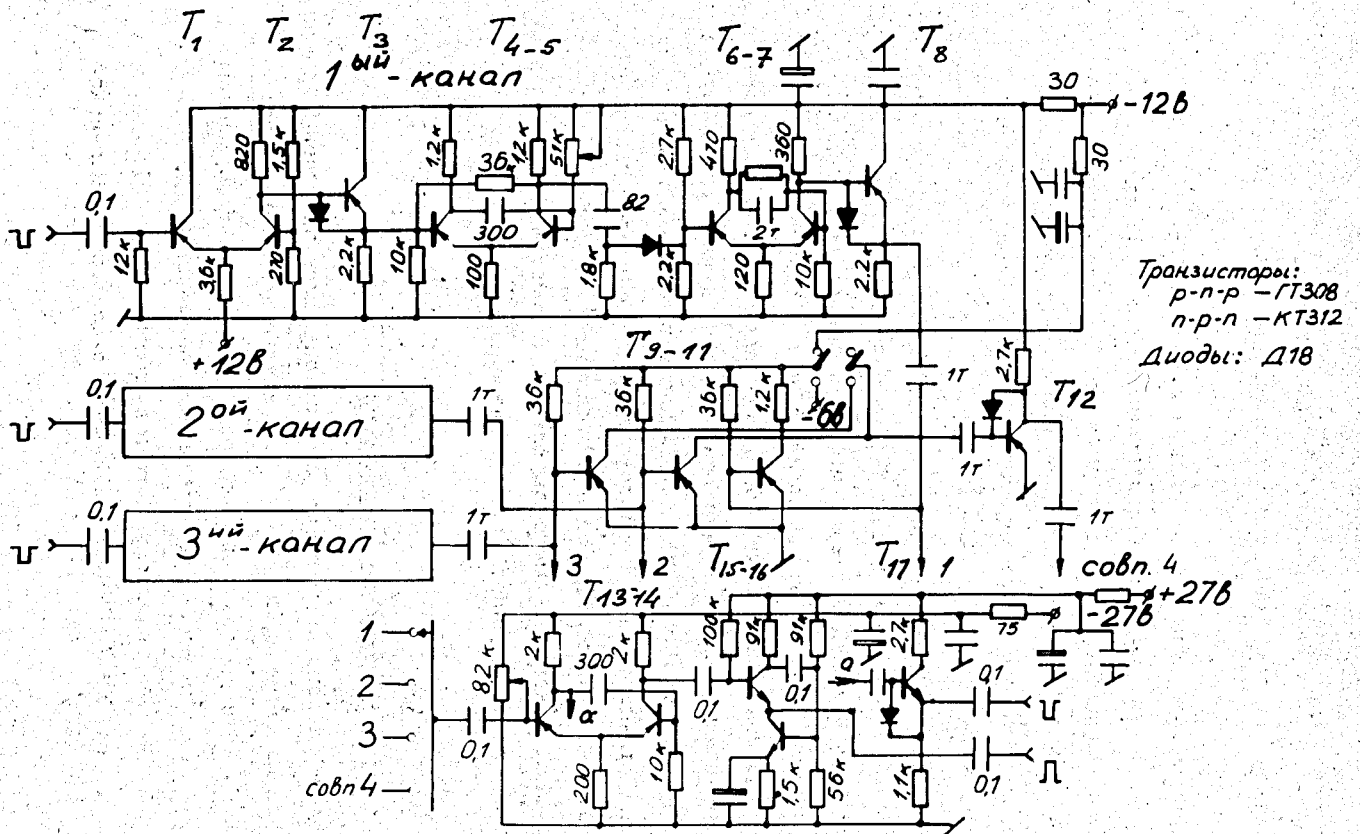 T1 T2 T3 T4-5 T6-7 T8
1ый - канал
30
-12в
820
1,5к
1,2к
36к
1,2к
51к
2.7к
470
360
30
0,1
12к
3,6к
270
2,2к
10к
300
100
82
1,8к
2,2к
2т
120
10к
2.2к
+12в
Транзисторы:
р-п-р – ГТ308
п-р-п – КТ312
Диоды: Д18
T9-11
2,7к
T12
0,1
2ой - канал
1т
36к
36к
36к
1.2к
-6в
1т
1т
0,1
3ий - канал
1т
1т
3
2
T15-16
T17
1
совп. 4
T13-14
+27в
-27в
75
1
2
3
совп 4
0,1
8,2к
2к
300
2к
а
200
10к
0,1
100к
91к
91к
0,1
1,5к
56к
а
2.7к
1,1к
0,1
0,1